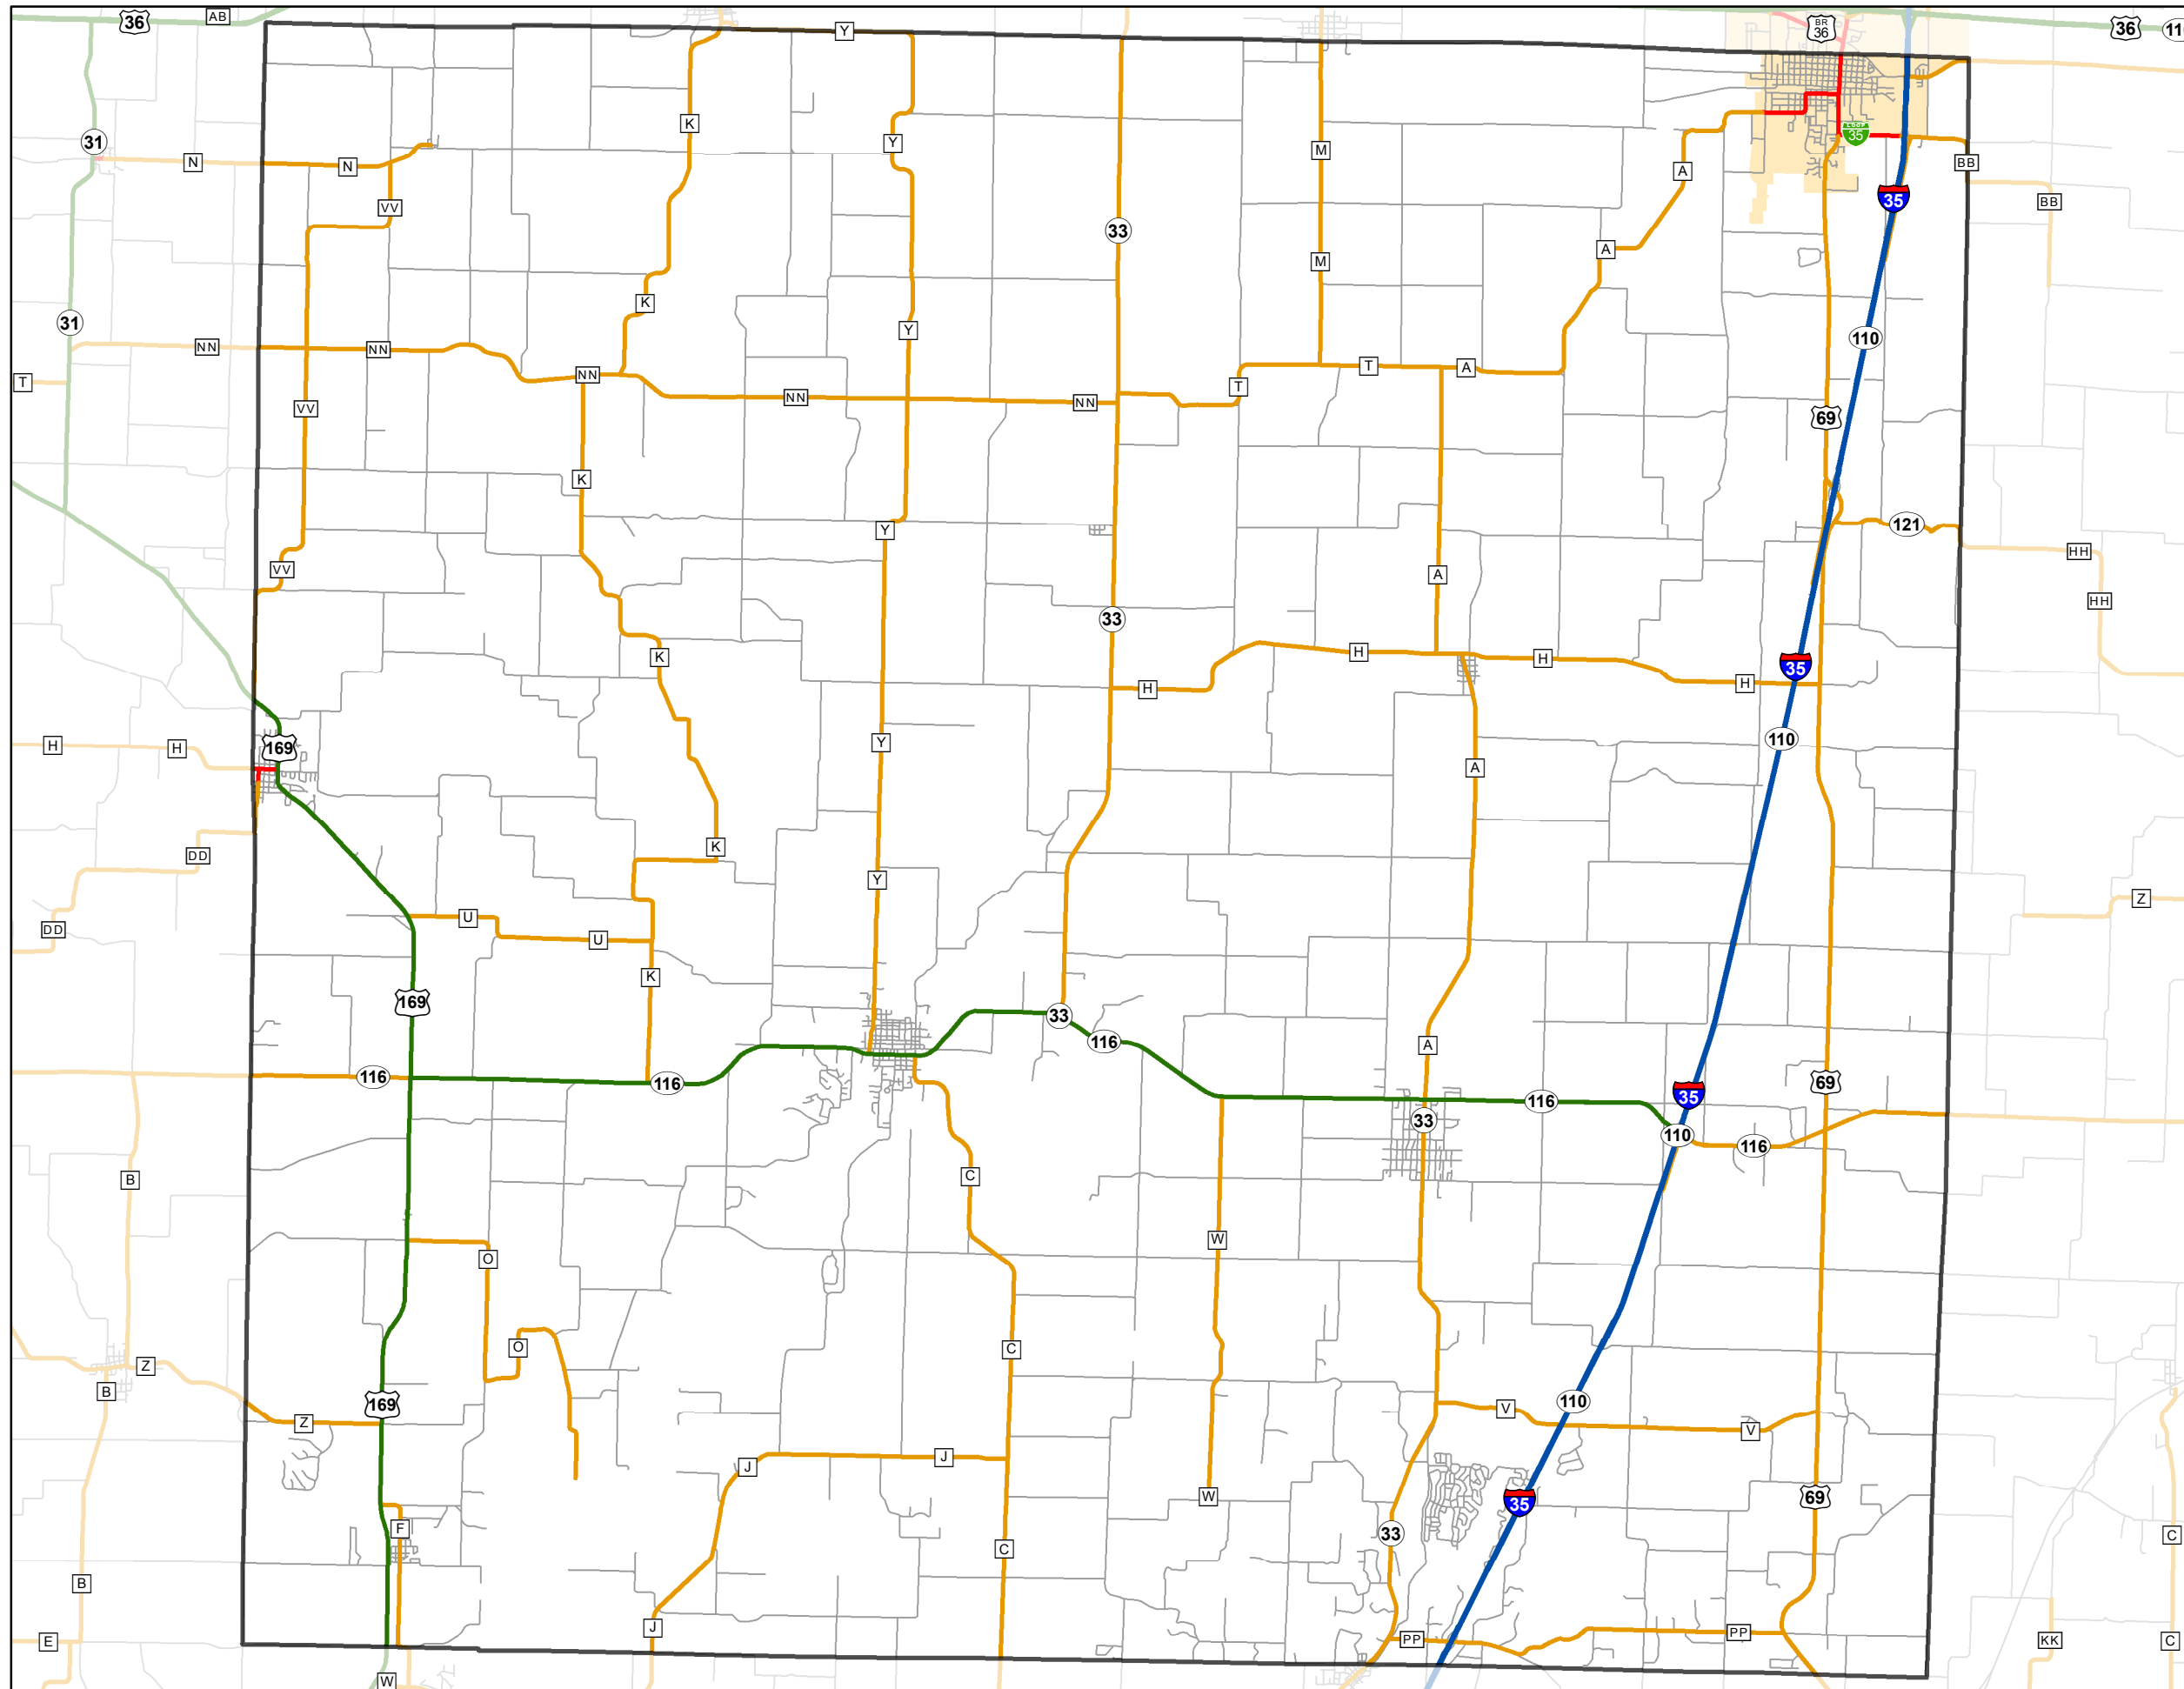 36
AB
Y
BR
36
36
11
31
N
N
K
Y
M
A
LOOP
35
BB
VV
35
BB
33
M
A
K
31
Y
110
NN
NN
NN
T
T
T
A
NN
NN
VV
69
K
Y
121
HH
VV
A
HH
33
K
H
H
35
H
H
169
H
H
Y
110
A
K
DD
Y
Z
U
DD
U
K
169
33
116
A
116
116
69
35
116
33
110
116
B
C
W
O
O
C
Z
B
169
110
Z
V
V
J
J
W
35
69
F
33
C
C
B
J
E
PP
PP
KK
C
W